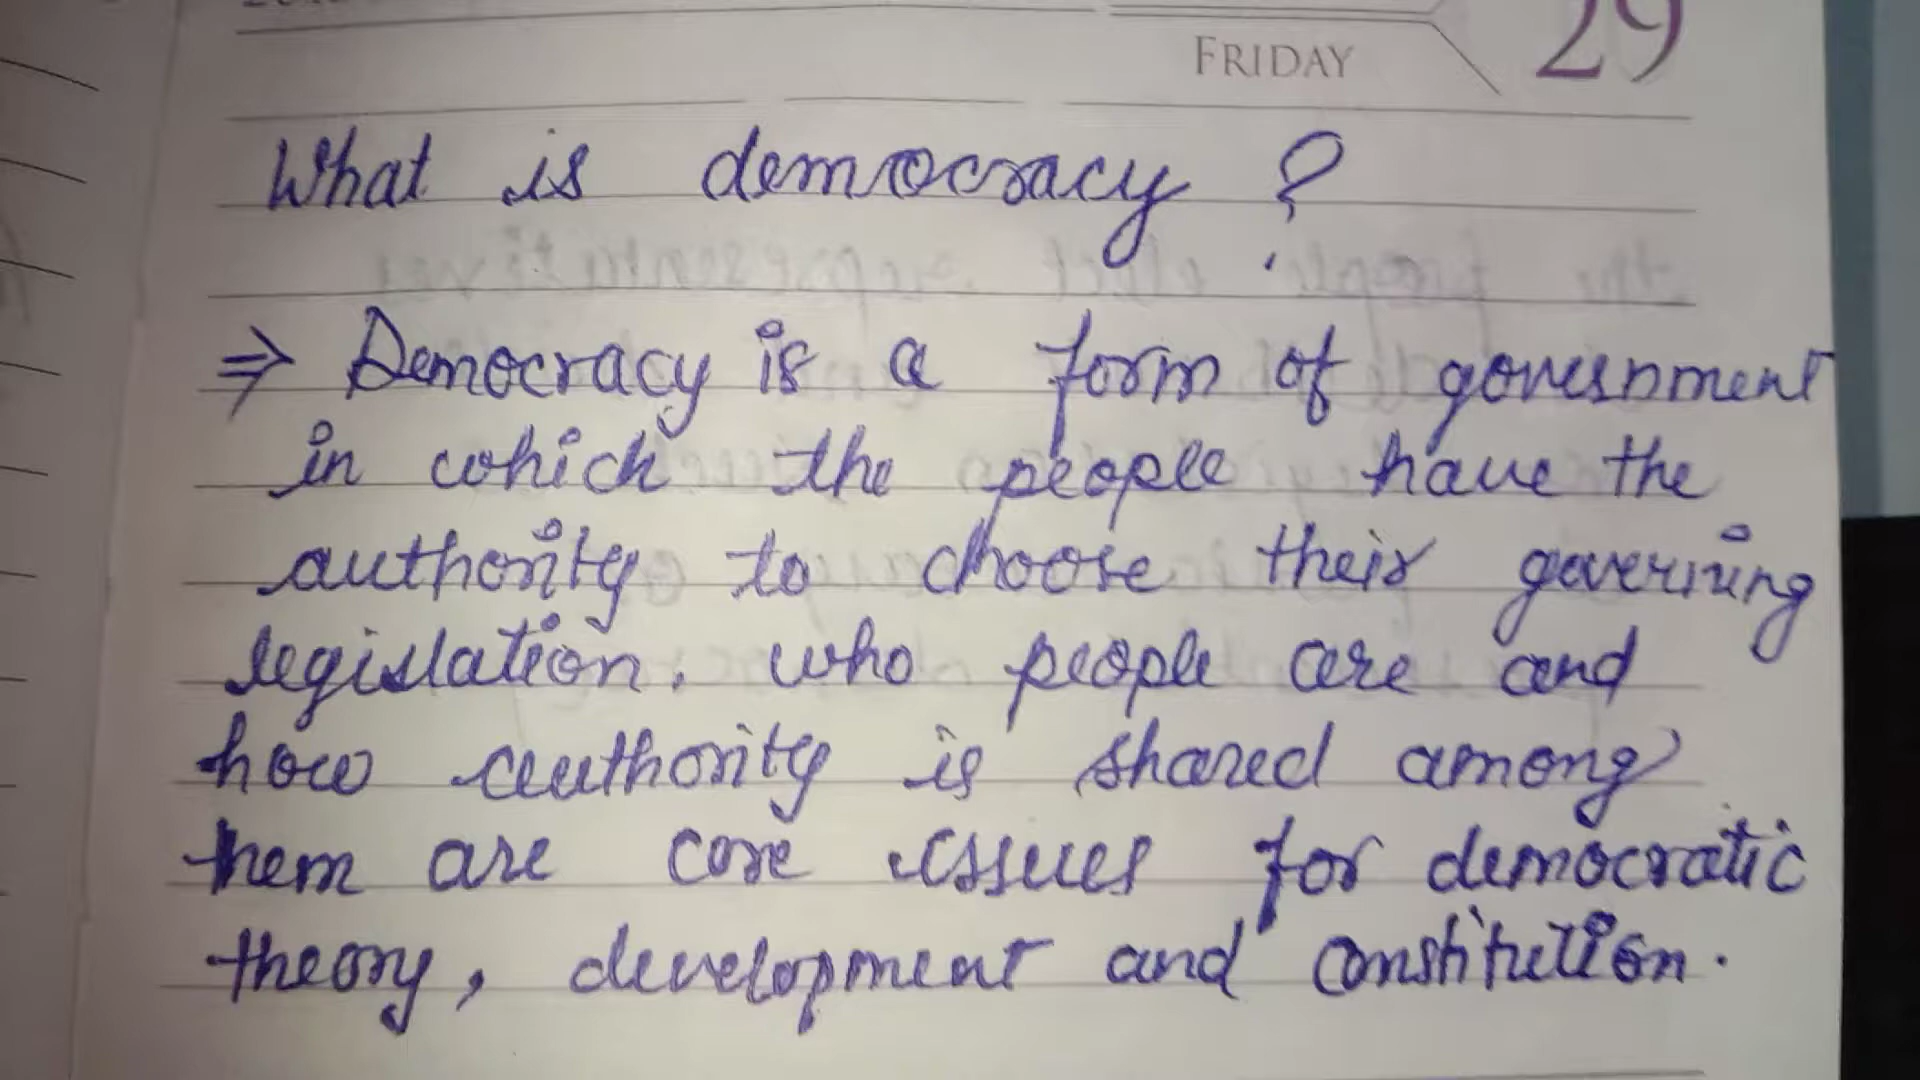 FRIDAY
29
What is democracy ?
⇒ Democracy is a form of government
in which the people have the
authority to choose their governing
legislation. who people are and
how authority is shared among
them are core issues for democratic
theory, development and constitution.